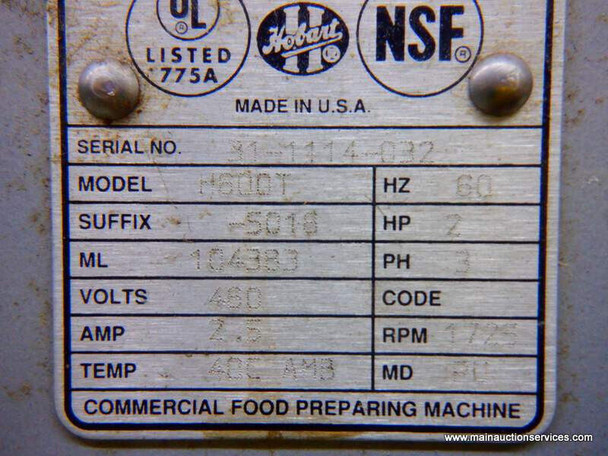 UL ®
LISTED
775A
Hobart
NSF®
MADE IN U.S.A.
SERIAL NO. 31-1114-032
MODEL H600T HZ 60
SUFFIX -5016 HP 2
ML 104383 PH 3
VOLTS 460 CODE
AMP 2.5 RPM 1725
TEMP 40C AMB MD
COMMERCIAL FOOD PREPARING MACHINE
www.mainauctionservices.com